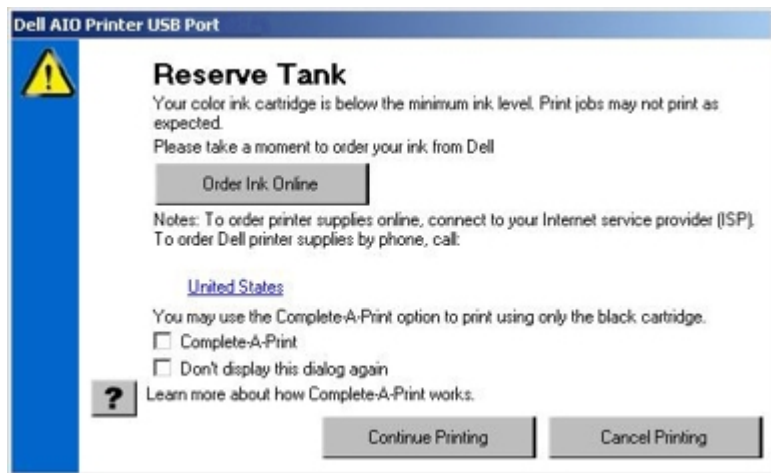 Dell AIO Printer USB Port
Reserve Tank
Your color ink cartridge is below the minimum ink level. Print jobs may not print as
expected.
Please take a moment to order your ink from Dell
Order Ink Online
Notes: To order printer supplies online, connect to your Internet service provider (ISP).
To order Dell printer supplies by phone, call:
United States
You may use the Complete-A-Print option to print using only the black cartridge.
Complete-A-Print
Don't display this dialog again
? Learn more about how Complete-A-Print works.
Continue Printing Cancel Printing